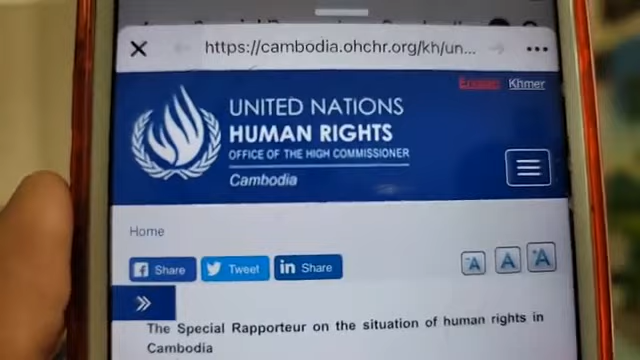 https://cambodia.ohchr.org/kh/un...
English Khmer
UNITED NATIONS
HUMAN RIGHTS
OFFICE OF THE HIGH COMMISSIONER
Cambodia
Home
Share Tweet Share
-A A +A
The Special Rapporteur on the situation of human rights in
Cambodia